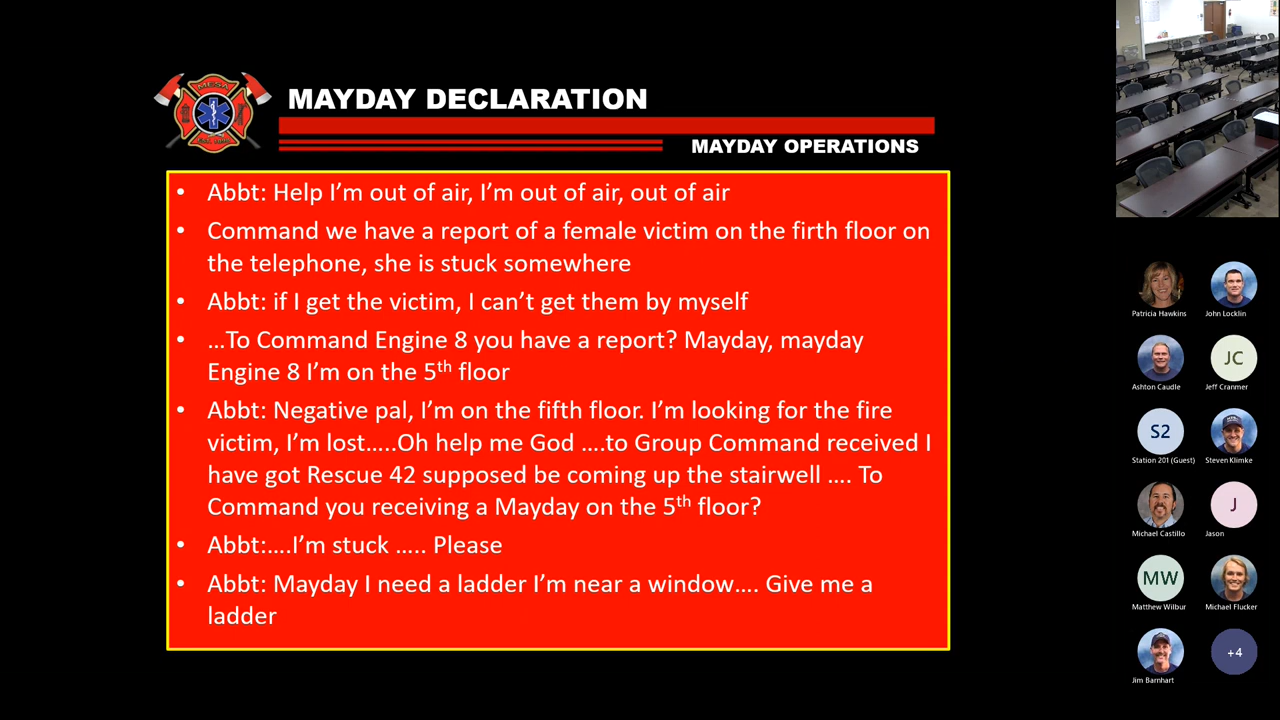 MESA
MAYDAY DECLARATION
MAYDAY OPERATIONS
• Abbt: Help I’m out of air, I’m out of air, out of air
• Command we have a report of a female victim on the firth floor on
the telephone, she is stuck somewhere
• Abbt: if I get the victim, I can’t get them by myself
• …To Command Engine 8 you have a report? Mayday, mayday
Engine 8 I’m on the 5th floor
• Abbt: Negative pal, I’m on the fifth floor. I’m looking for the fire
victim, I’m lost…..Oh help me God ….to Group Command received I
have got Rescue 42 supposed be coming up the stairwell …. To
Command you receiving a Mayday on the 5th floor?
• Abbt:….I’m stuck ….. Please
• Abbt: Mayday I need a ladder I’m near a window…. Give me a
ladder
Patricia Hawkins
John Locklin
JC
Ashton Caudle
Jeff Cranmer
S2
Station 201 (Guest)
Steven Klimke
J
Michael Castillo
Jason
MW
Matthew Wilbur
Michael Flucker
+4
Jim Barnhart